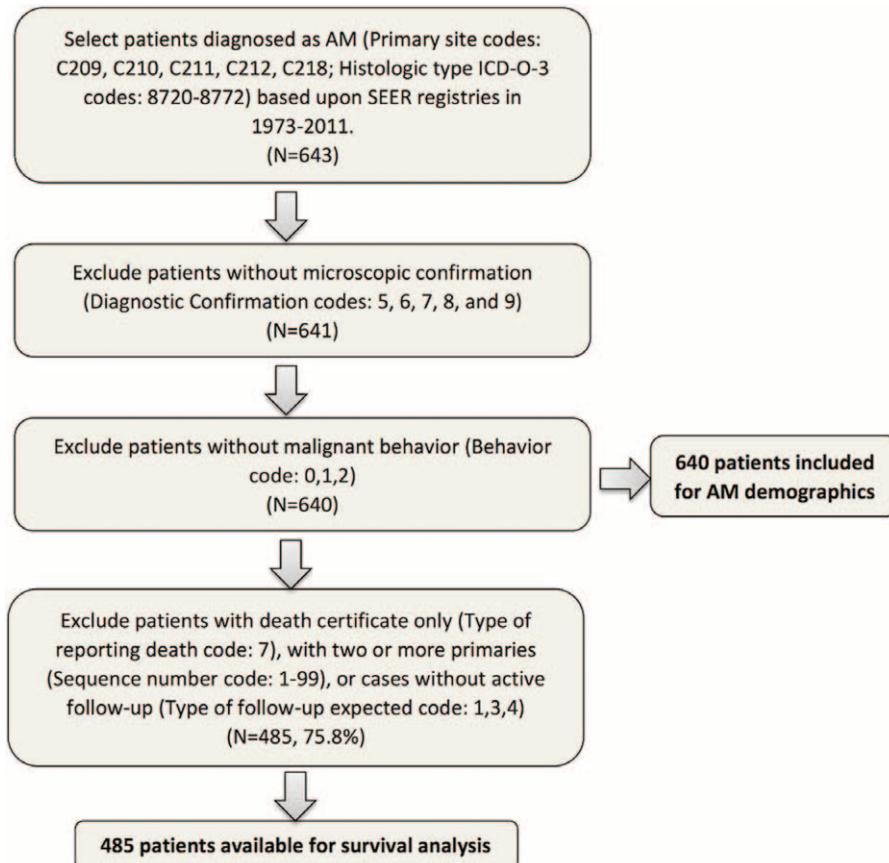 Select patients diagnosed as AM (Primary site codes:
C209, C210, C211, C212, C218; Histologic type ICD-O-3
codes: 8720-8772) based upon SEER registries in
1973-2011.
(N=643)
Exclude patients without microscopic confirmation
(Diagnostic Confirmation codes: 5, 6, 7, 8, and 9)
(N=641)
Exclude patients without malignant behavior (Behavior
code: 0,1,2)
(N=640)
640 patients included
for AM demographics
Exclude patients with death certificate only (Type of
reporting death code: 7), with two or more primaries
(Sequence number code: 1-99), or cases without active
follow-up (Type of follow-up expected code: 1,3,4)
(N=485, 75.8%)
485 patients available for survival analysis